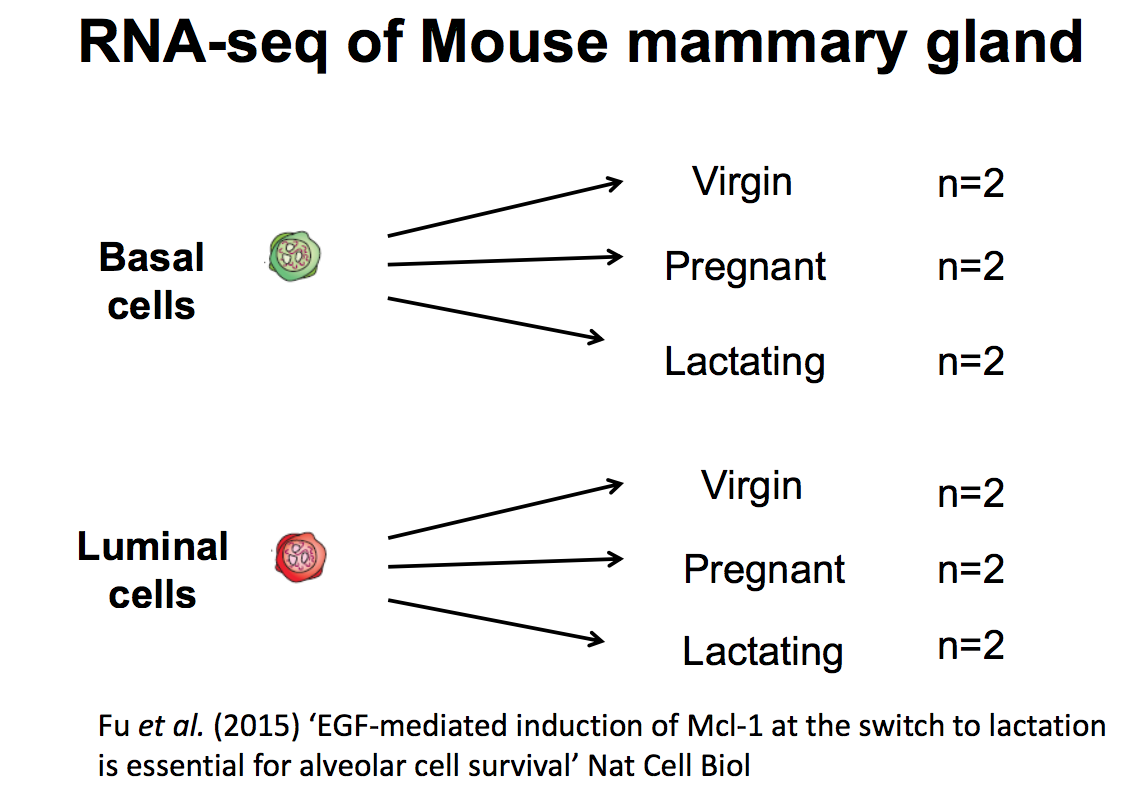 RNA-seq of Mouse mammary gland
Basal
cells
Virgin n=2
Pregnant n=2
Lactating n=2
Luminal
cells
Virgin n=2
Pregnant n=2
Lactating n=2
Fu et al. (2015) ‘EGF-mediated induction of Mcl-1 at the switch to lactation
is essential for alveolar cell survival’ Nat Cell Biol